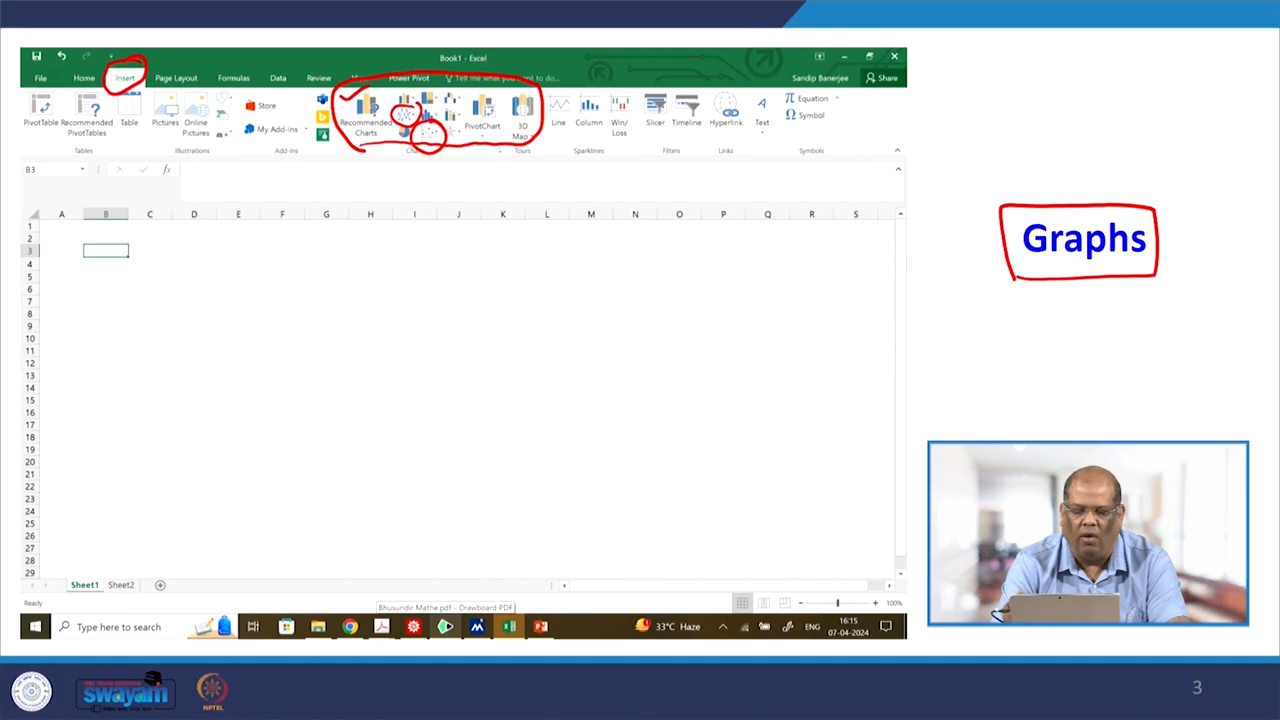 Book1 - Excel
File Home Insert Page Layout Formulas Data Review Power Pivot Tell me what you want to do... Sandip Banerjee Share
PivotTable Recommended PivotTables Table
Pictures Online Pictures
Store
My Add-ins
Recommended Charts
PivotChart 3D Map
Line Column Win/Loss
Slicer Timeline Hyperlink Text
Equation
Symbol
Tables Illustrations Add-ins Tours Sparklines Filters Links Symbols
B3 fx
A B C D E F G H I J K L M N O P Q R S
1
2
3
4
5
6
7
8
9
10
11
12
13
14
15
16
17
18
19
20
21
22
23
24
25
26
27
28
29
Graphs
Sheet1 Sheet2
Ready 100%
Bhusundir Mathe.pdf - Drawboard PDF
Type here to search 33°C Haze ENG 16:15
07-04-2024
swayam
NPTEL
3